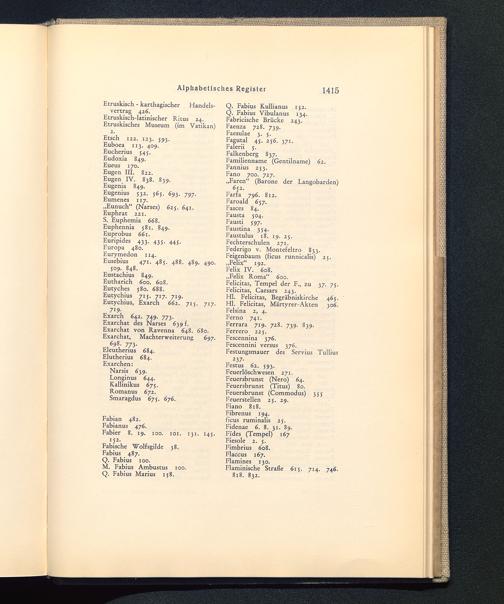 Alphabetisches Register 1415
Etruskisch-karthagischer Handels-
vertrag 426.
Etruskisch-latinischer Ritus 24.
Etruskisches Museum (im Vatikan)
2.
Etsch 122. 123. 593.
Euboea 113. 409.
Eucherius 545.
Eudoxia 849.
Eueus 170.
Eugen III. 822.
Eugen IV. 838. 839.
Eugenia 849.
Eugenius 532. 565. 693. 797.
Eumenes 117.
„Eunuch“ (Narses) 625. 641.
Euphrat 221.
S. Euphemia 668.
Euphennia 581. 849.
Euprobus 661.
Euripides 433. 435. 445.
Europa 480.
Eurymedon 114.
Eusebius 471. 485. 488. 489. 490.
509. 848.
Eustachius 849.
Eutharich 600. 608.
Eutyches 580. 688.
Eutychius 715. 717. 719.
Eutychius, Exarch 662. 715. 717.
719.
Exarch 642. 749. 773.
Exarchat des Narses 639f.
Exarchat von Ravenna 648. 680.
Exarchat, Machterweiterung 697.
698. 773.
Eleutherius 684.
Elutherius 684.
Exarchen:
Narsis 639.
Longinus 644.
Kallinikus 675.
Romanus 672.
Smaragdus 675. 676.
Fabian 482.
Fabianus 476.
Fabier 8. 19. 100. 101. 131. 145.
152.
Fabische Wolfsgilde 38.
Fabius 487.
Q. Fabius 100.
M. Fabius Ambustus 100.
Q. Fabius Marius 158.
Q. Fabius Kullianus 152.
Q. Fabius Vibulanus 134.
Fabricische Brücke 243.
Faenza 728. 739.
Faesulae 3. 5.
Fagutal 45. 256. 371.
Falerii 5.
Falkenberg 837.
Familienname (Gentilname) 62.
Fannius 213.
Fano 700. 727.
„Faren“ (Barone der Langobarden)
652.
Farfa 796. 812.
Faroald 657.
Fasces 84.
Fausta 504.
Fausti 597.
Faustina 354.
Faustulus 18. 19. 25.
Fechterschulen 271.
Federigo v. Montefeltro 853.
Feigenbaum (ficus ruminalis) 25.
„Felix“ 192.
Felix IV. 608.
„Felix Roma“ 600.
Felicitas, Tempel der F., zu 37. 75.
Felicitas, Caesars 243.
Hl. Felicitas, Begräbniskirche 465.
Hl. Felicitas, Märtyrer-Akten 306.
Felsina 2. 4.
Ferno 741.
Ferrara 719. 728. 739. 839.
Ferrero 225.
Fescennina 376.
Fescennini versus 376.
Festungsmauer des Servius Tullius
237.
Festus 62. 593.
Feuerlöschwesen 271.
Feuersbrunst (Nero) 64.
Feuersbrunst (Titus) 80.
Feuersbrunst (Commodus) 355
Feuerstellen 25. 29.
Fiano 818.
Fibrenus 194.
ficus ruminalis 25.
Fidenae 6. 8. 31. 89.
Fides (Tempel) 167
Fiesole 2. 5.
Fimbrius 608.
Flaccus 167.
Flamines 130.
Flaminische Straße 615. 714. 746.
818. 832.